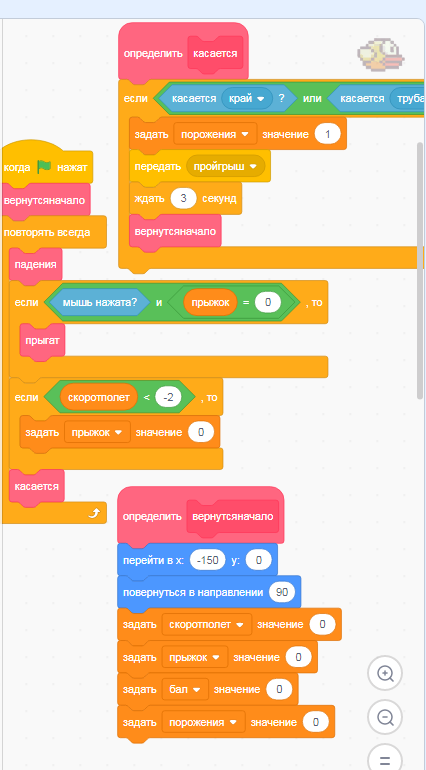 определить касается
если касается край ? или касается труба
задать порожения значение 1
передать пройгрыш
ждать 3 секунд
вернутсяначало
когда нажат
вернутсяначало
повторять всегда
падения
если мышь нажата? и прыжок = 0 , то
прыгат
если скоротполет < -2 , то
задать прыжок значение 0
касается
определить вернутсяначало
перейти в x: -150 y: 0
повернуться в направлении 90
задать скоротполет значение 0
задать прыжок значение 0
задать бал значение 0
задать порожения значение 0